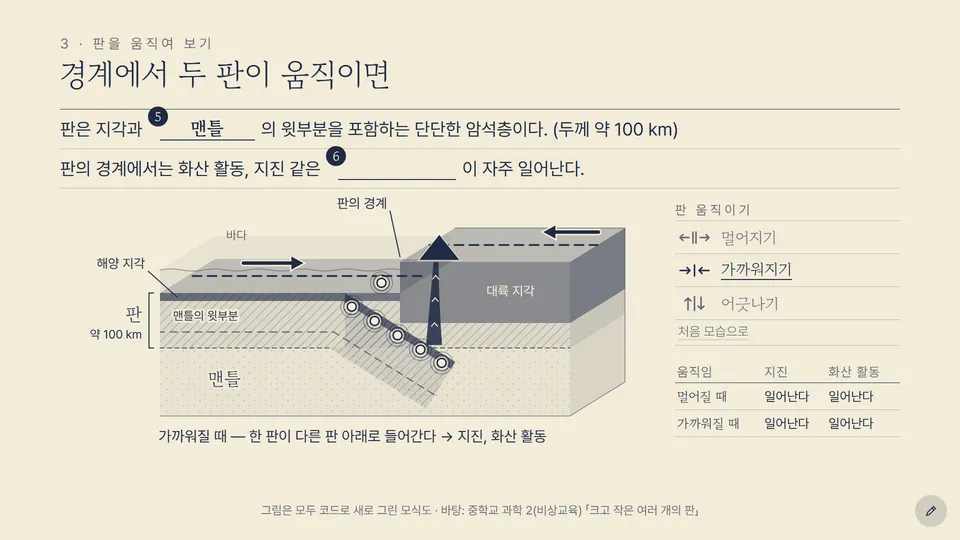 3 · 판을 움직여 보기
경계에서 두 판이 움직이면
판은 지각과 5 맨틀 의 윗부분을 포함하는 단단한 암석층이다. (두께 약 100 km)
판의 경계에서는 화산 활동, 지진 같은 6 이 자주 일어난다.
판의 경계
바다
해양 지각
대륙 지각
판
약 100 km
맨틀의 윗부분
맨틀
가까워질 때 — 한 판이 다른 판 아래로 들어간다 → 지진, 화산 활동
판 움직이기
멀어지기
가까워지기
어긋나기
처음 모습으로
움직임 지진 화산 활동
멀어질 때 일어난다 일어난다
가까워질 때 일어난다 일어난다
그림은 모두 코드로 새로 그린 모식도 · 바탕: 중학교 과학 2(비상교육) 「크고 작은 여러 개의 판」